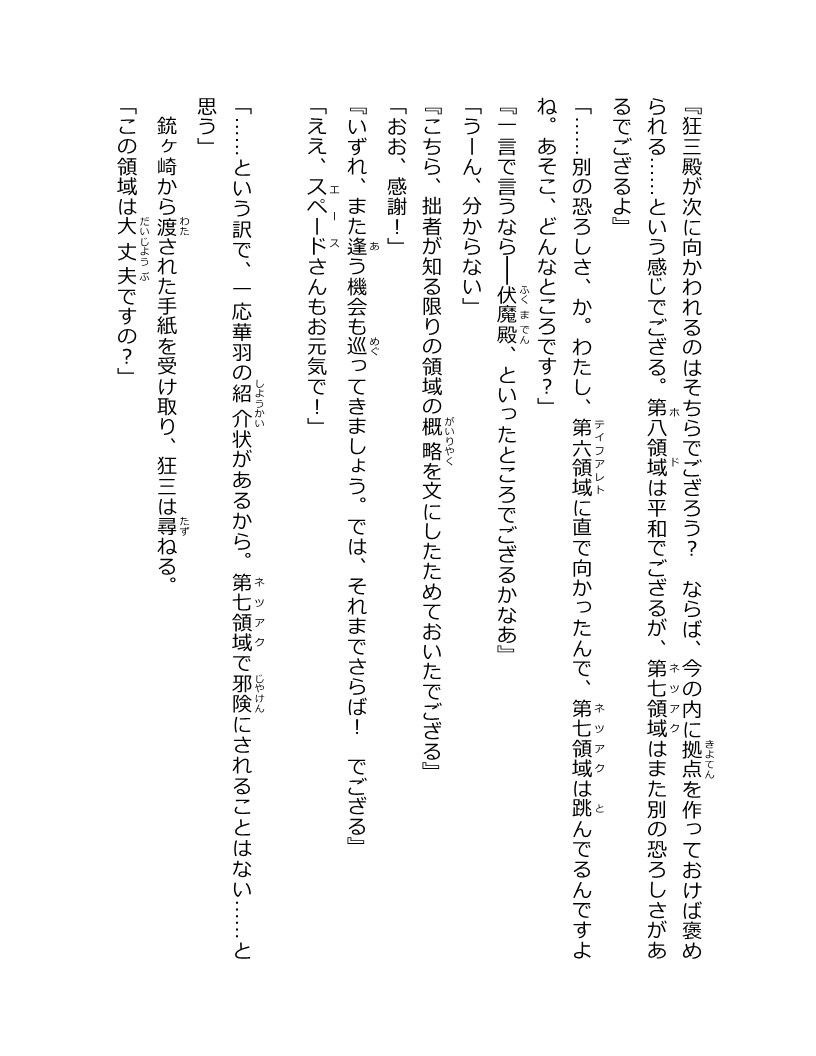 『狂三殿が次に向かわれるのはそちらでござろう？　ならば、今の内に拠点を作っておけば褒め
られる……という感じでござる。第八領域は平和でござるが、第七領域はまた別の恐ろしさがあ
るでござるよ』
「……別の恐ろしさ、か。わたし、第六領域に直で向かったんで、第七領域は跳んでるんですよ
ね。あそこ、どんなところです？」
『一言で言うなら──伏魔殿、といったところでござるかなあ』
「うーん、分からない」
『こちら、拙者が知る限りの領域の概略を文にしたためておいたでござる』
「おお、感謝！」
『いずれ、また逢う機会も巡ってきましょう。では、それまでさらば！　でござる』
「ええ、スペードさんもお元気で！」
「……という訳で、一応華羽の紹介状があるから。第七領域で邪険にされることはない……と
思う」
　銃ヶ崎から渡された手紙を受け取り、狂三は尋ねる。
「この領域は大丈夫ですの？」